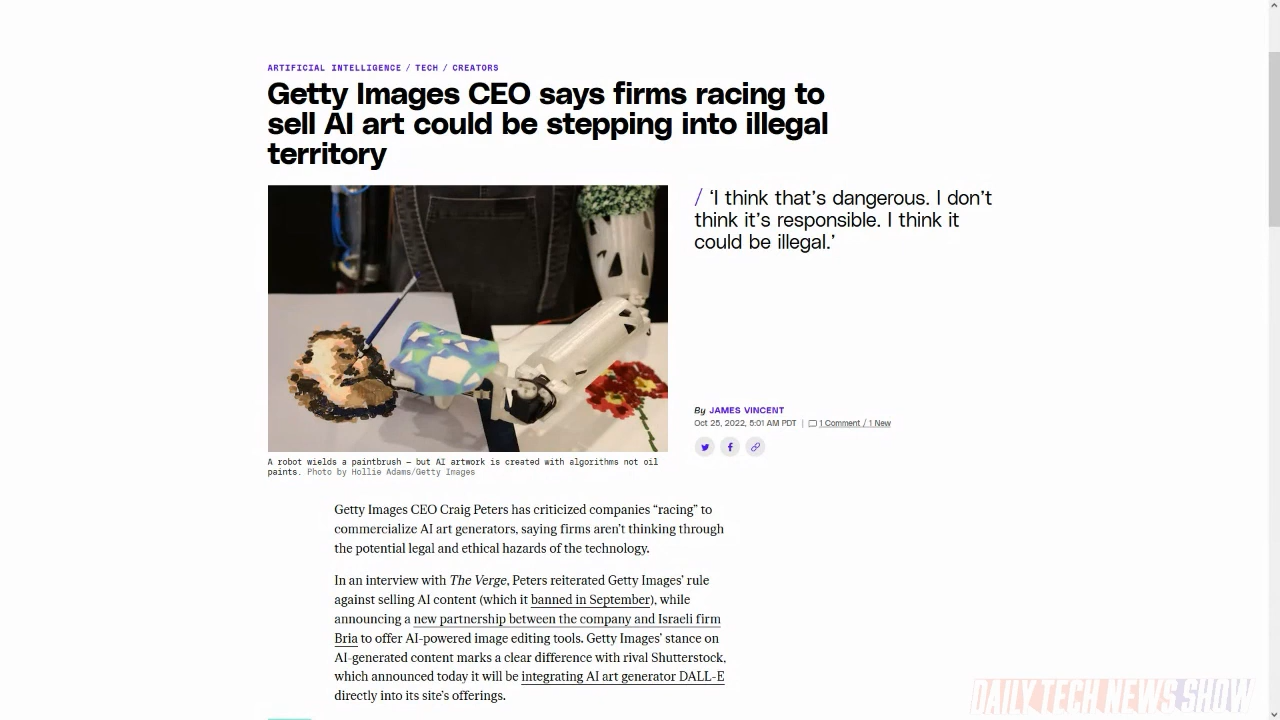 ARTIFICIAL INTELLIGENCE / TECH / CREATORS
Getty Images CEO says firms racing to
sell AI art could be stepping into illegal
territory
/ ‘I think that’s dangerous. I don’t
think it’s responsible. I think it
could be illegal.’
By JAMES VINCENT
Oct 25, 2022, 5:01 AM PDT | 1 Comment / 1 New
A robot wields a paintbrush — but AI artwork is created with algorithms not oil
paints. Photo by Hollie Adams/Getty Images
Getty Images CEO Craig Peters has criticized companies “racing” to
commercialize AI art generators, saying firms aren’t thinking through
the potential legal and ethical hazards of the technology.
In an interview with The Verge, Peters reiterated Getty Images’ rule
against selling AI content (which it banned in September), while
announcing a new partnership between the company and Israeli firm
Bria to offer AI-powered image editing tools. Getty Images’ stance on
AI-generated content marks a clear difference with rival Shutterstock,
which announced today it will be integrating AI art generator DALL-E
directly into its site’s offerings.
DAILY TECH NEWS SHOW